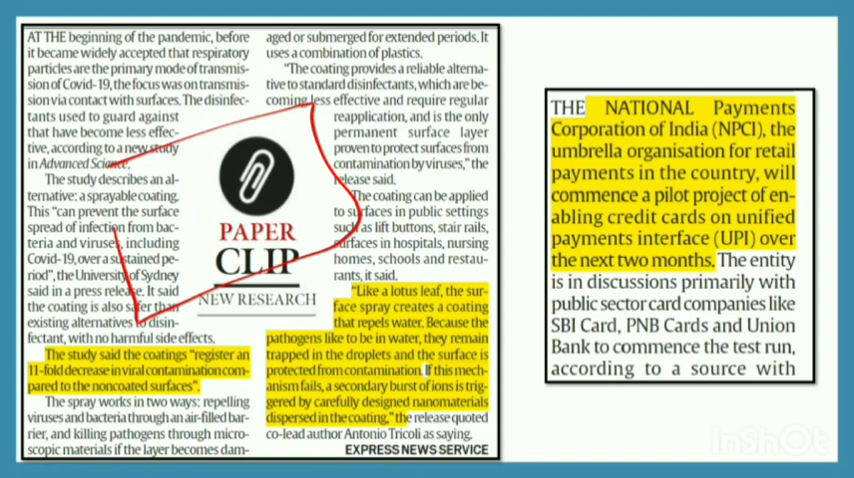 AT THE beginning of the pandemic, before
it became widely accepted that respiratory
particles are the primary mode of transmis-
sion of Covid-19, the focus was on transmis-
sion via contact with surfaces. The disinfec-
tants used to guard against
that have become less effec-
tive, according to a new study
in Advanced Science.
The study describes an al-
ternative: a sprayable coating.
This “can prevent the surface
spread of infection from bac-
teria and viruses, including
Covid-19, over a sustained pe-
riod”, the University of Sydney
said in a press release. It said
the coating is also safer than
existing alternatives to disin-
fectant, with no harmful side effects.
The study said the coatings “register an
11-fold decrease in viral contamination com-
pared to the noncoated surfaces”.
The spray works in two ways: repelling
viruses and bacteria through an air-filled bar-
rier, and killing pathogens through micro-
scopic materials if the layer becomes dam-
PAPER
CLIP
NEW RESEARCH
aged or submerged for extended periods. It
uses a combination of plastics.
“The coating provides a reliable alterna-
tive to standard disinfectants, which are be-
coming less effective and require regular
reapplication, and is the only
permanent surface layer
proven to protect surfaces from
contamination by viruses,” the
release said.
The coating can be applied
to surfaces in public settings
such as lift buttons, stair rails,
surfaces in hospitals, nursing
homes, schools and restau-
rants, it said.
“Like a lotus leaf, the sur-
face spray creates a coating
that repels water. Because the
pathogens like to be in water, they remain
trapped in the droplets and the surface is
protected from contamination. If this mech-
anism fails, a secondary burst of ions is trig-
gered by carefully designed nanomaterials
dispersed in the coating,” the release quoted
co-lead author Antonio Tricoli as saying.
EXPRESS NEWS SERVICE
THE NATIONAL Payments
Corporation of India (NPCI), the
umbrella organisation for retail
payments in the country, will
commence a pilot project of en-
abling credit cards on unified
payments interface (UPI) over
the next two months. The entity
is in discussions primarily with
public sector card companies like
SBI Card, PNB Cards and Union
Bank to commence the test run,
according to a source with
InShOt